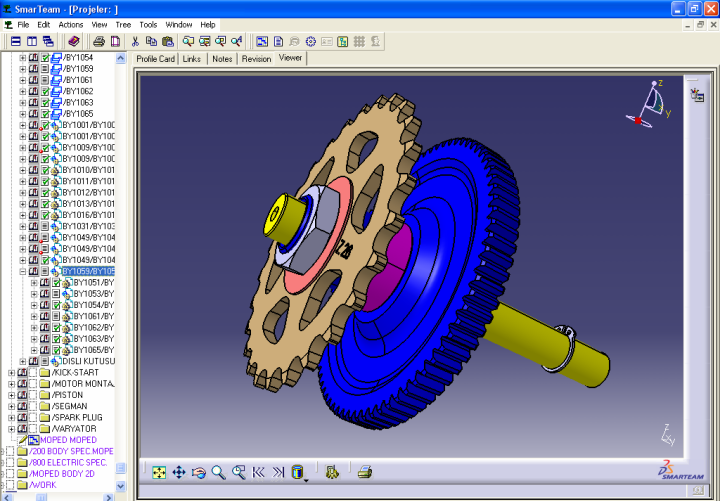 SmarTeam - [Projeler: ]
File Edit Actions View Tree Tools Window Help
Profile Card Links Notes Revision Viewer
/BY1054
/BY1059
/BY1061
/BY1062
/BY1063
/BY1065
BY1001/BY100
BY1001/BY100
BY1009/BY100
BY1009/BY100
BY1010/BY101
BY1011/BY101
BY1012/BY101
BY1013/BY101
BY1016/BY101
BY1031/BY103
BY1049/BY104
BY1049/BY104
BY1049/BY104
BY1059/BY105
BY1051/BY
BY1053/BY
BY1054/BY
BY1061/BY
BY1062/BY
BY1063/BY
BY1065/BY
DISLI KUTUSU
/KICK-START
/MOTOR MONTA
/PISTON
/SEGMAN
/SPARK PLUG
/VARYATOR
MOPED MOPED
/200 BODY SPEC.MOPE
/800 ELECTRIC SPEC.
/MOPED BODY 2D
/WORK
z
x
y
z
x
y
SMARTEAM